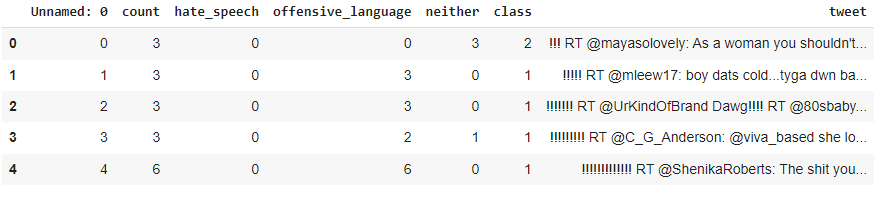 Unnamed: 0 count hate_speech offensive_language neither class tweet
0 0 3 0 0 3 2 !!! RT @mayasolovely: As a woman you shouldn't...
1 1 3 0 3 0 1 !!!!! RT @mleew17: boy dats cold...tyga dwn ba...
2 2 3 0 3 0 1 !!!!!!! RT @UrKindOfBrand Dawg!!!! RT @80sbaby...
3 3 3 0 2 1 1 !!!!!!!!! RT @C_G_Anderson: @viva_based she lo...
4 4 6 0 6 0 1 !!!!!!!!!!!!! RT @ShenikaRoberts: The shit you...